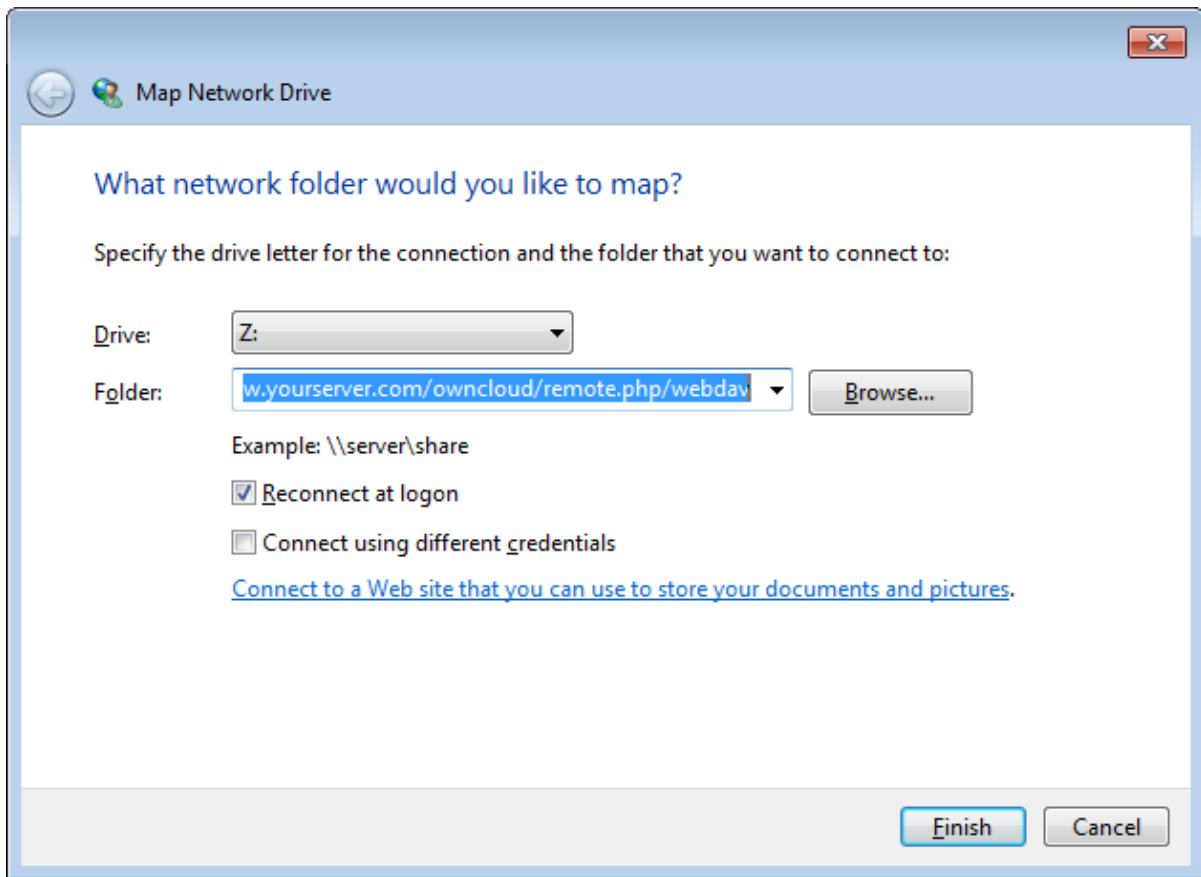 Map Network Drive
What network folder would you like to map?
Specify the drive letter for the connection and the folder that you want to connect to:
Drive: Z:
Folder: w.yourserver.com/owncloud/remote.php/webdav Browse...
Example: \\server\share
Reconnect at logon
Connect using different credentials
Connect to a Web site that you can use to store your documents and pictures.
Finish Cancel